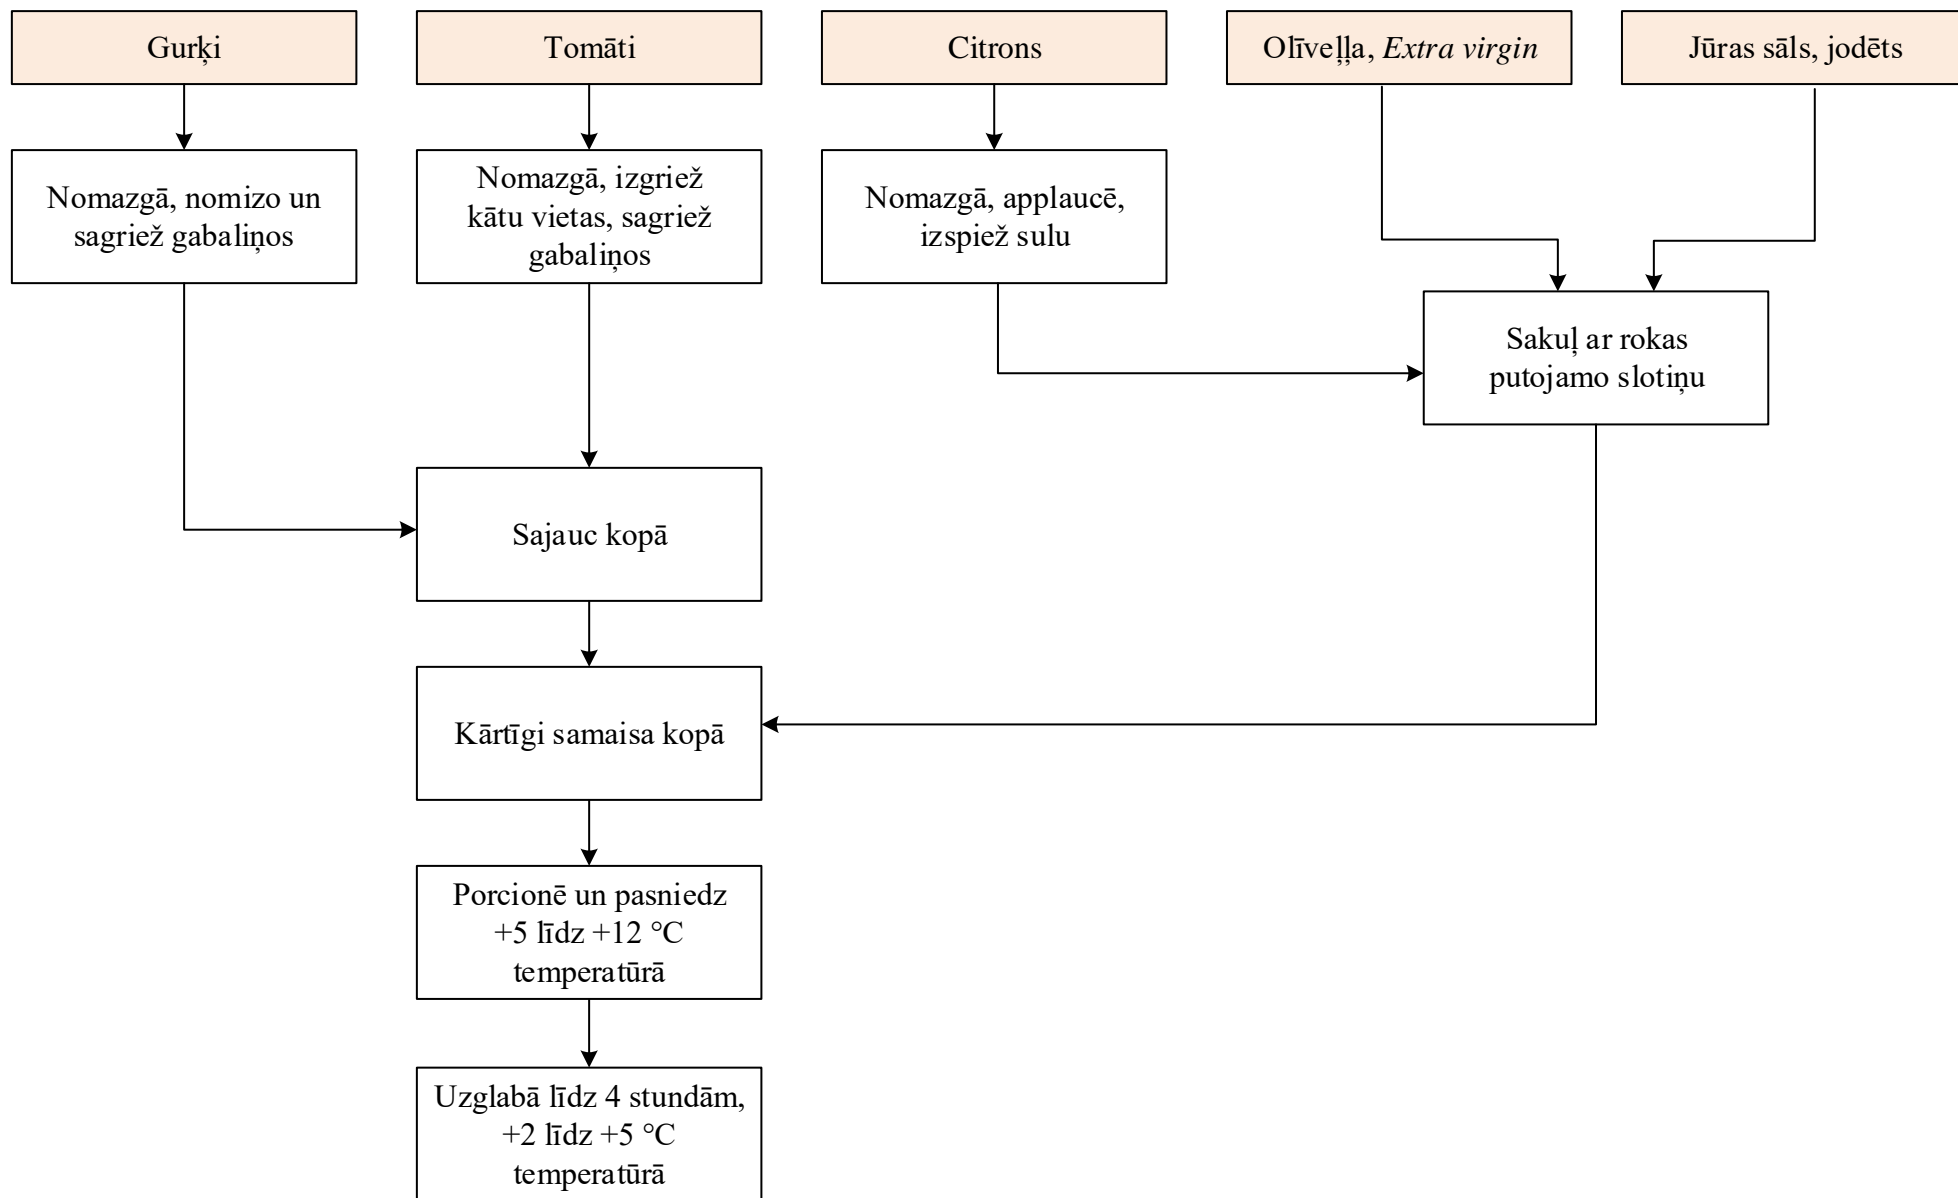 Gurķi
Tomāti
Citrons
Olīveļļa, Extra virgin
Jūras sāls, jodēts
Nomazgā, nomizo un
sagriež gabaliņos
Nomazgā, izgriež
kātu vietas, sagriež
gabaliņos
Nomazgā, applaucē,
izspiež sulu
Sakuļ ar rokas
putojamo slotiņu
Sajauc kopā
Kārtīgi samaisa kopā
Porcionē un pasniedz
+5 līdz +12 °C
temperatūrā
Uzglabā līdz 4 stundām,
+2 līdz +5 °C
temperatūrā